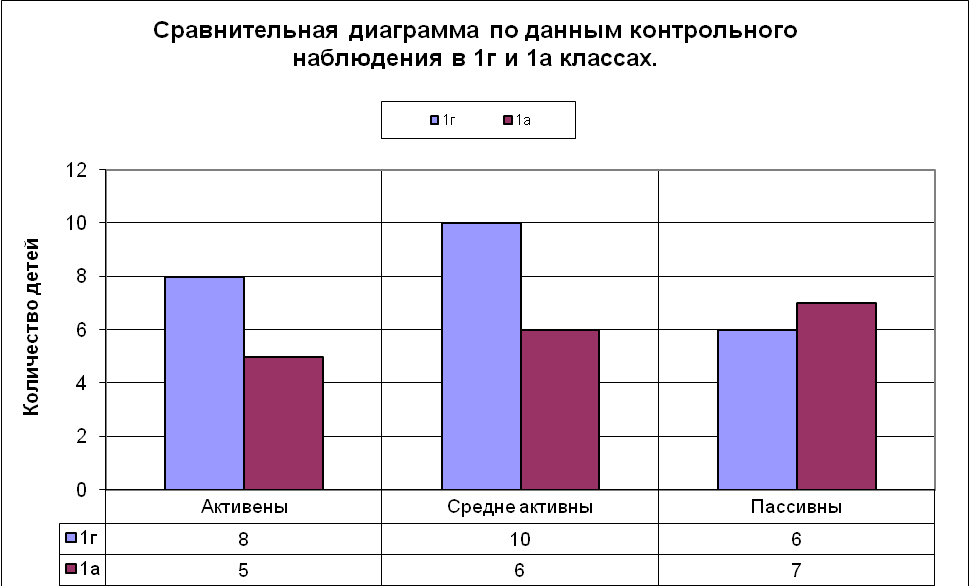 Сравнительная диаграмма по данным контрольного
наблюдения в 1г и 1а классах.
1г 1а
Количество детей
12
10
8
6
4
2
0
Активены Средне активны Пассивны
1г 8 10 6
1а 5 6 7